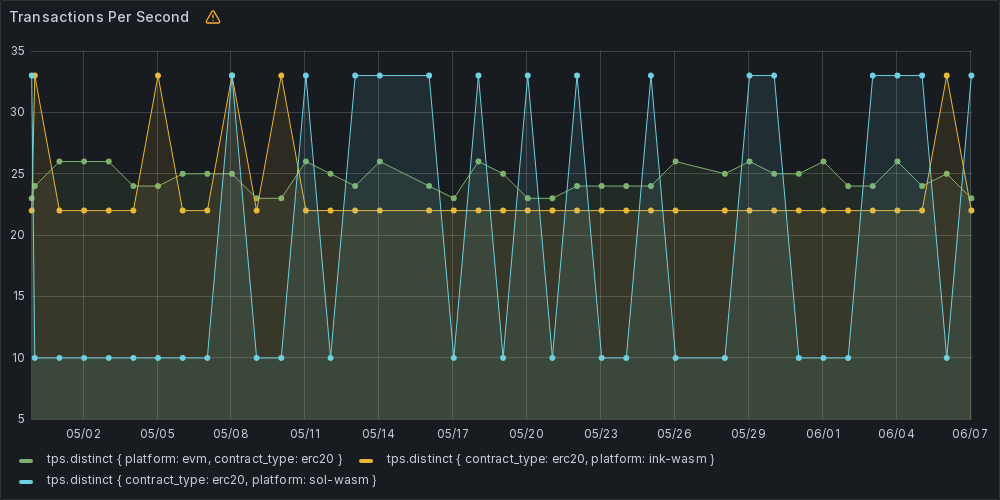 Transactions Per Second
35
30
25
20
15
10
5
05/02 05/05 05/08 05/11 05/14 05/17 05/20 05/23 05/26 05/29 06/01 06/04 06/07
tps.distinct { platform: evm, contract_type: erc20 } tps.distinct { contract_type: erc20, platform: ink-wasm }
tps.distinct { contract_type: erc20, platform: sol-wasm }